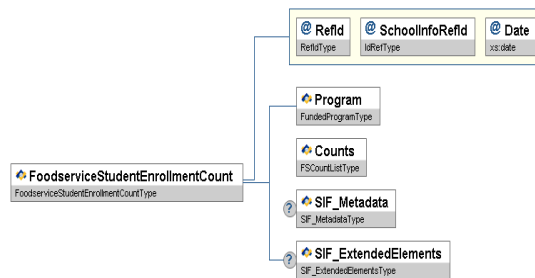 @ RefId
RefIdType
@ SchoolInfoRefId
IdRefType
@ Date
xs:date
Program
FundedProgramType
Counts
FSCountListType
FoodserviceStudentEnrollmentCount
FoodserviceStudentEnrollmentCountType
? SIF_Metadata
SIF_MetadataType
? SIF_ExtendedElements
SIF_ExtendedElementsType